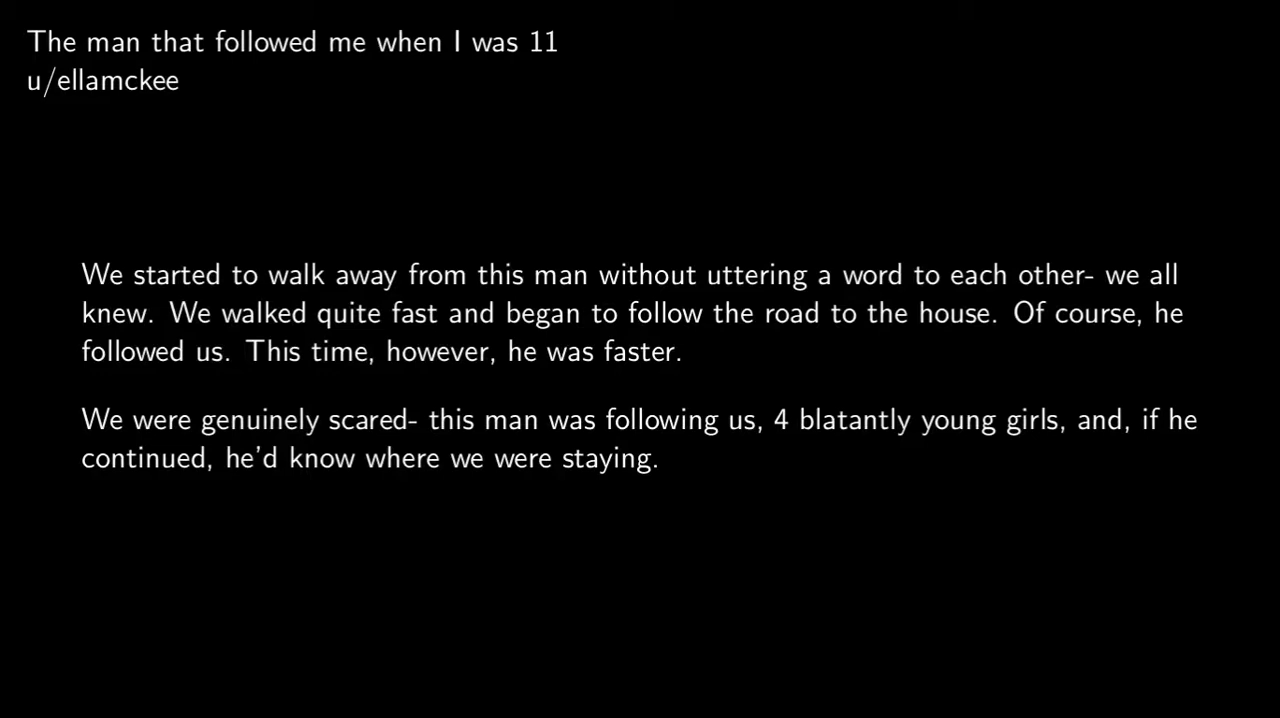 The man that followed me when I was 11
u/ellamckee
We started to walk away from this man without uttering a word to each other- we all
knew. We walked quite fast and began to follow the road to the house. Of course, he
followed us. This time, however, he was faster.
We were genuinely scared- this man was following us, 4 blatantly young girls, and, if he
continued, he'd know where we were staying.